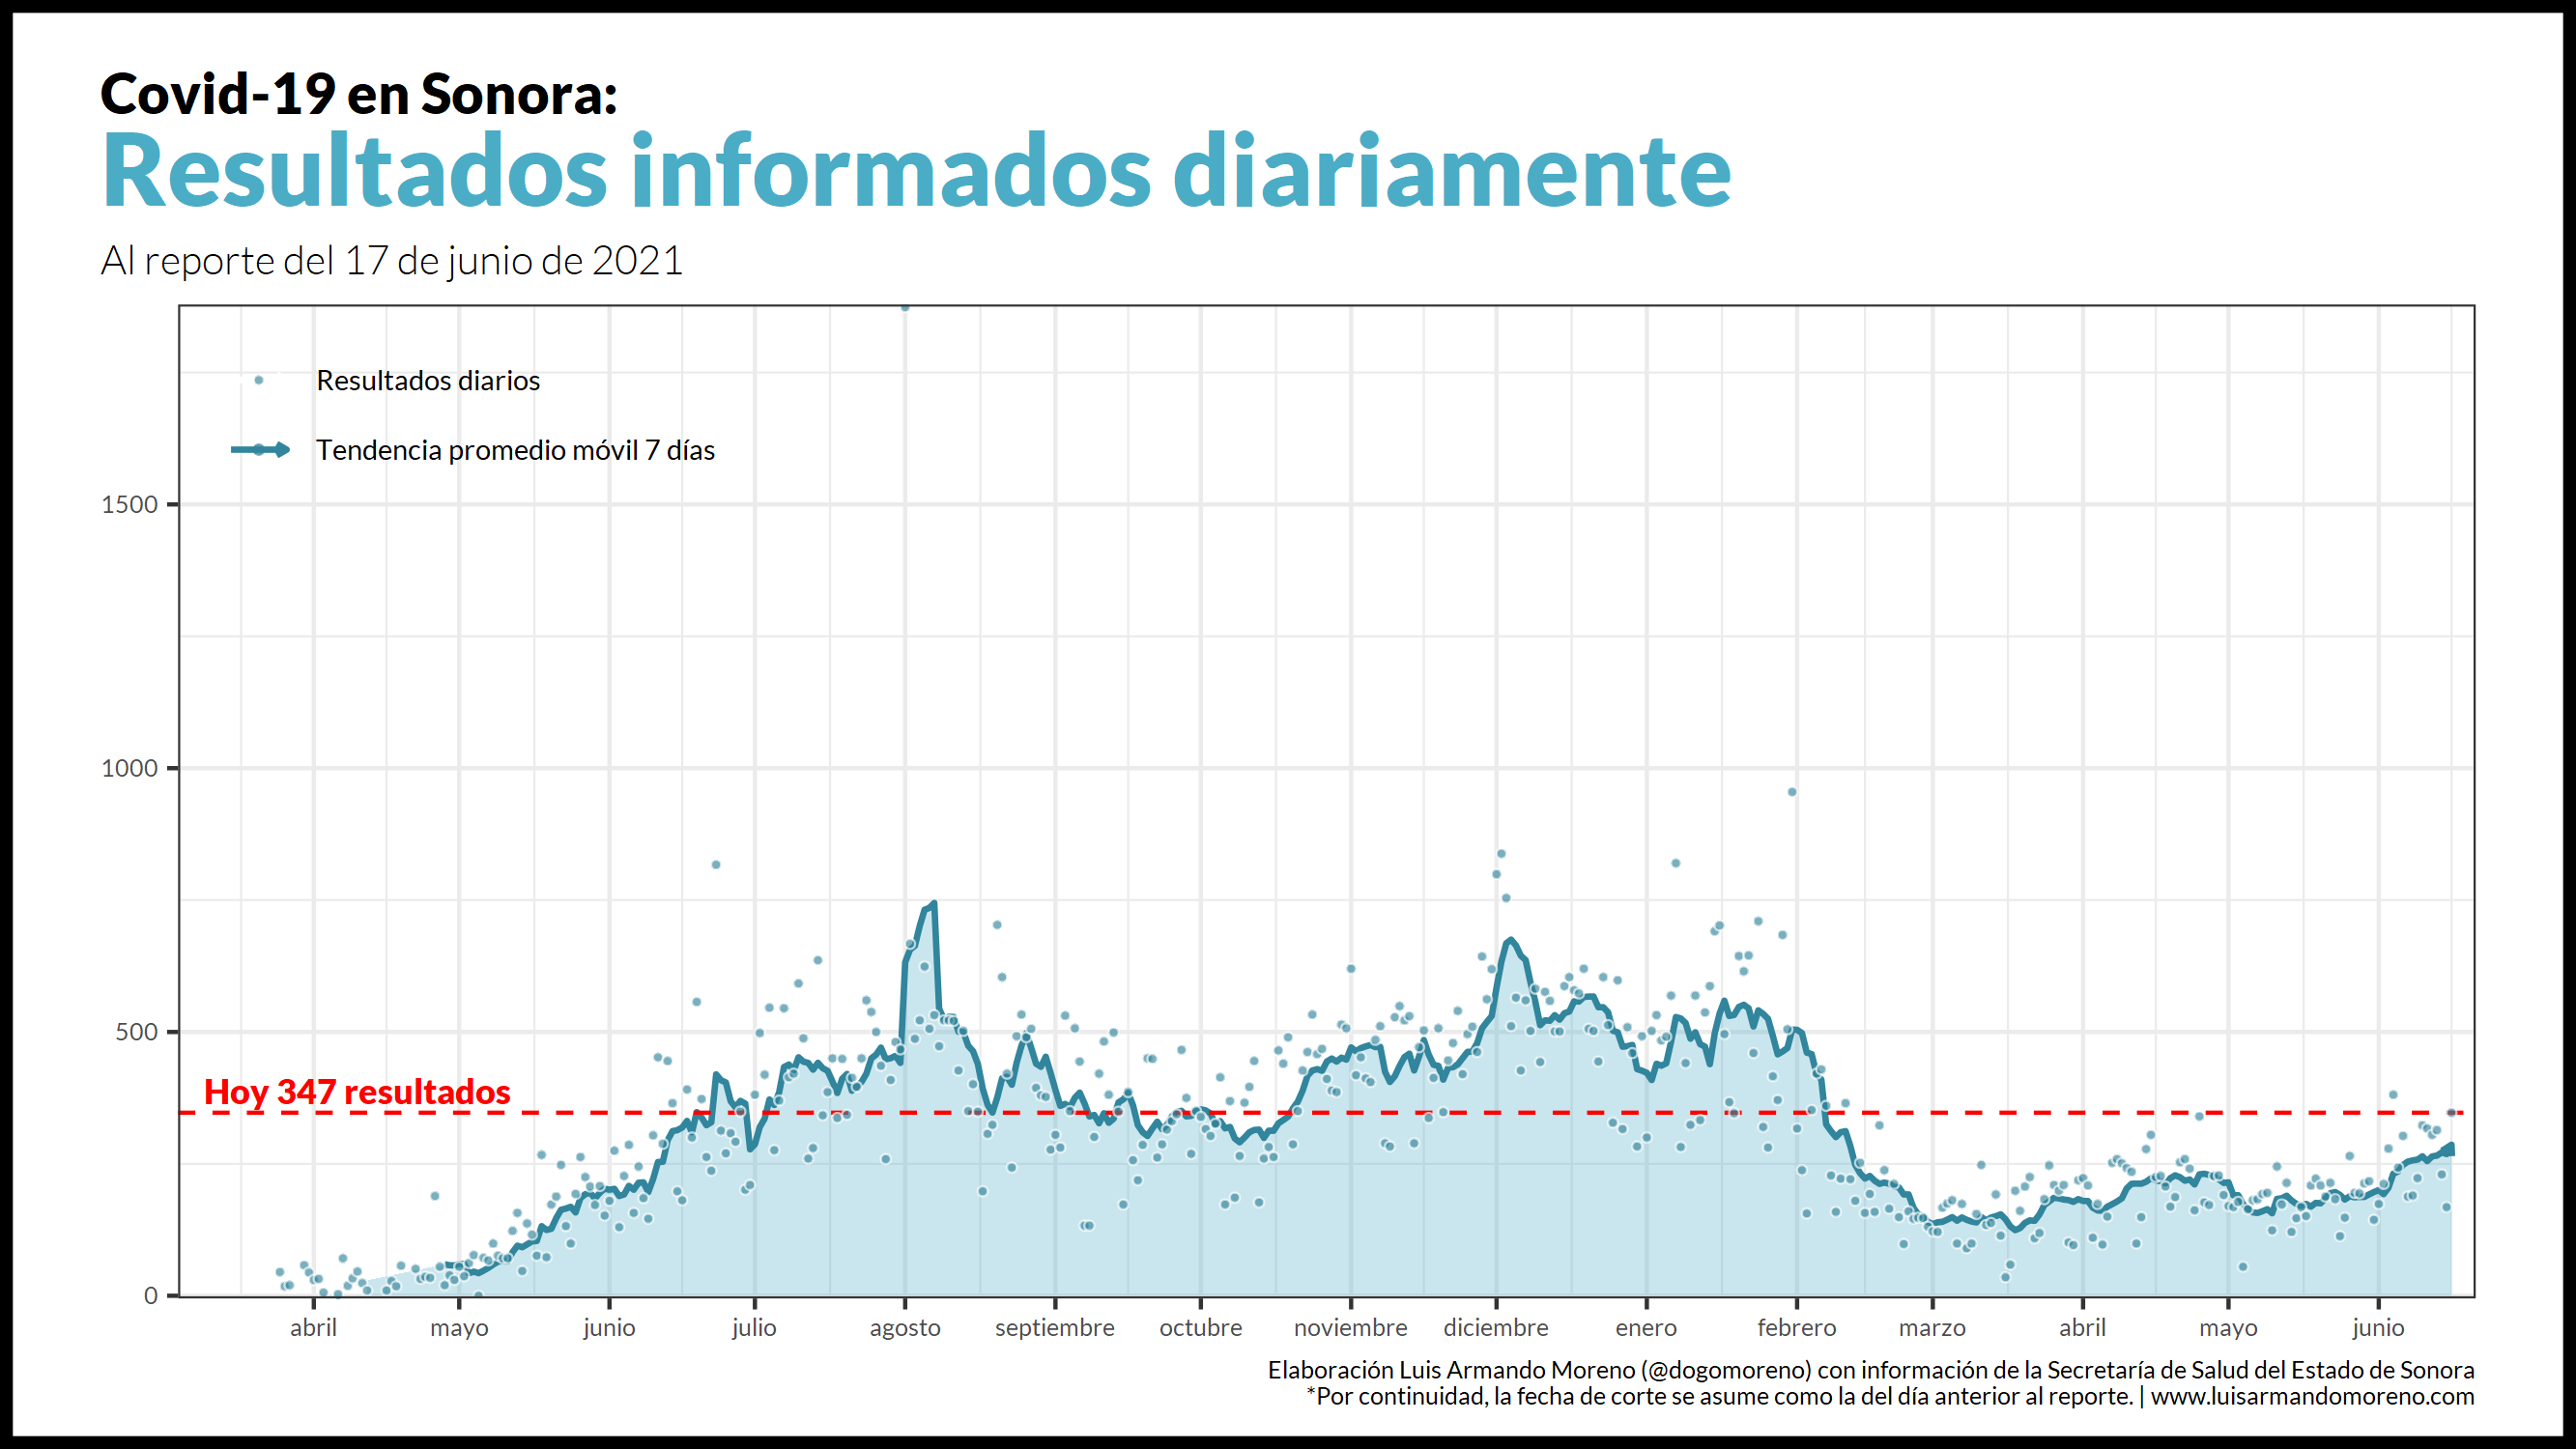 Covid-19 en Sonora:
Resultados informados diariamente
Al reporte del 17 de junio de 2021
Resultados diarios
Tendencia promedio móvil 7 días
1500
1000
500
0
Hoy 347 resultados
abril mayo junio julio agosto septiembre octubre noviembre diciembre enero febrero marzo abril mayo junio
Elaboración Luis Armando Moreno (@dogomoreno) con información de la Secretaría de Salud del Estado de Sonora
*Por continuidad, la fecha de corte se asume como la del día anterior al reporte. | www.luisarmandomoreno.com